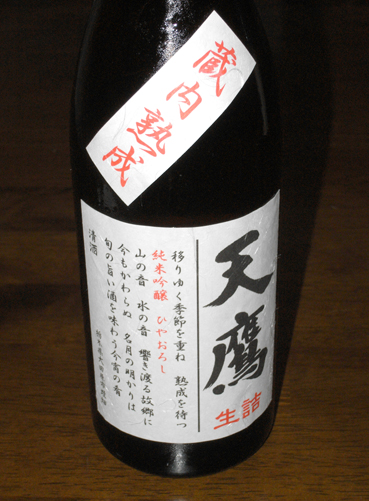 蔵内熟成
天鷹
生詰
移りゆく季節を重ね 熟成を待つ
純米吟醸 ひやおろし
山の音 水の音 響き渡る故郷に
今もかわらぬ 名月の明かりは
旬の旨い酒を味わう今宵の肴
清酒